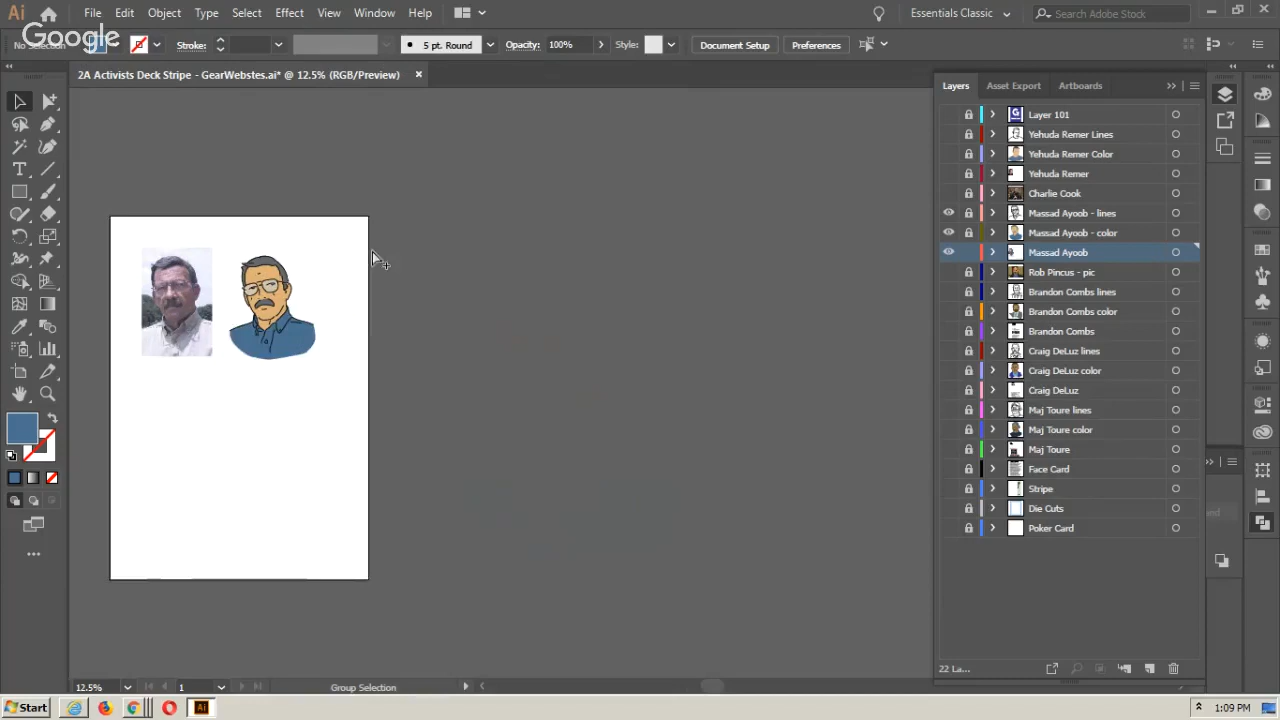 Ai File Edit Object Type Select Effect View Window Help Essentials Classic Search Adobe Stock
Google
No Selection Stroke: 5 pt. Round Opacity: 100% Style: Document Setup Preferences
2A Activists Deck Stripe - GearWebstes.ai* @ 12.5% (RGB/Preview) ×
Layers Asset Export Artboards
Layer 101
Yehuda Remer Lines
Yehuda Remer Color
Yehuda Remer
Charlie Cook
Massad Ayoob - lines
Massad Ayoob - color
Massad Ayoob
Rob Pincus - pic
Brandon Combs lines
Brandon Combs color
Brandon Combs
Craig DeLuz lines
Craig DeLuz color
Craig DeLuz
Maj Toure lines
Maj Toure color
Maj Toure
Face Card
Stripe
Die Cuts
Poker Card
22 La...
12.5% 1 Group Selection
Start Ai 1:09 PM